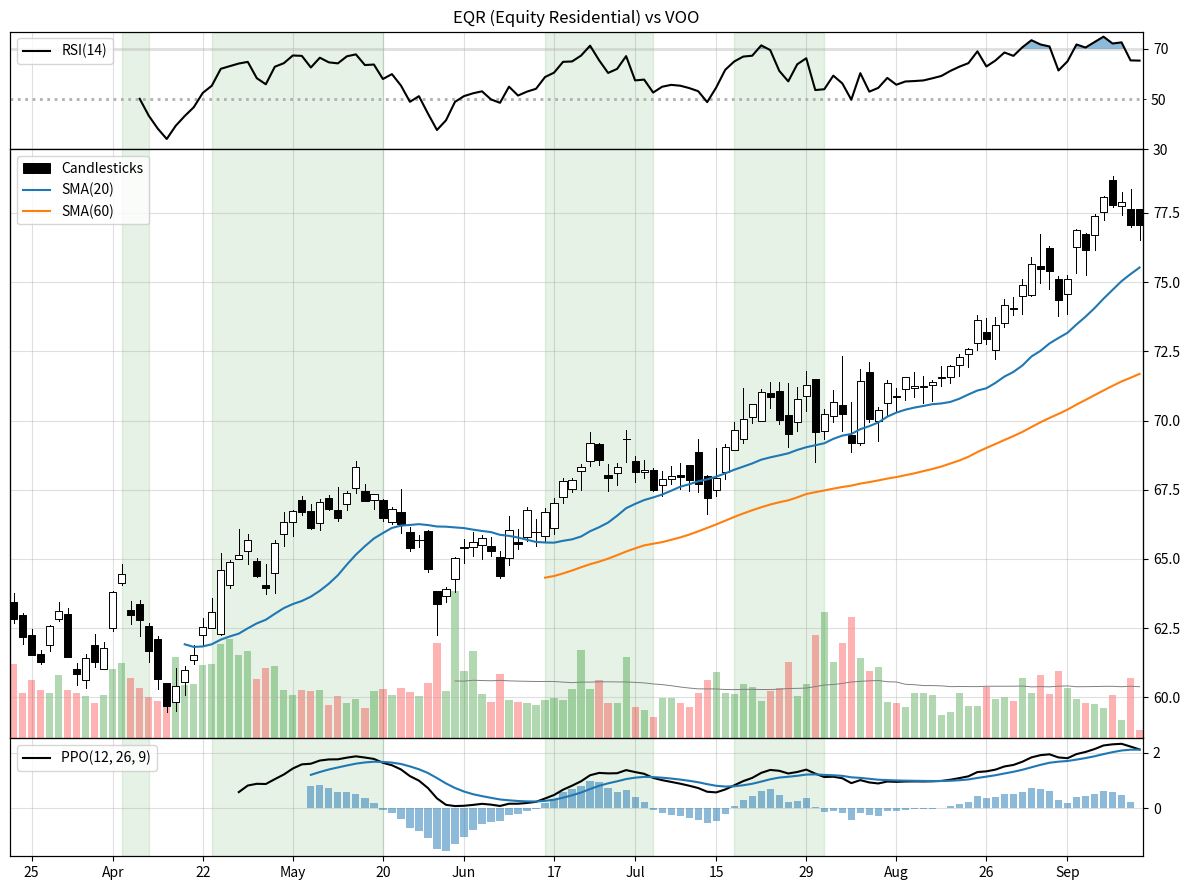 EQR (Equity Residential) vs VOO
RSI(14)
70
50
30
Candlesticks
SMA(20)
SMA(60)
77.5
75.0
72.5
70.0
67.5
65.0
62.5
60.0
PPO(12, 26, 9)
2
0
25 Apr 22 May 20 Jun 17 Jul 15 29 Aug 26 Sep